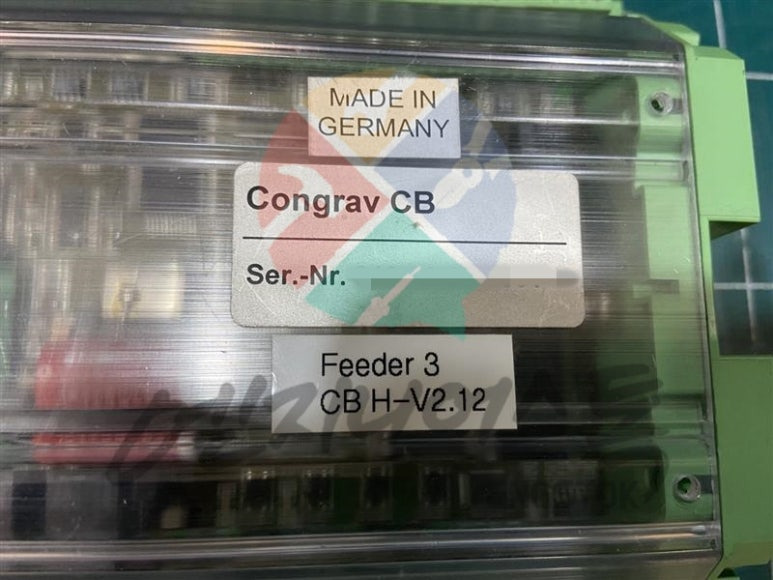 MADE IN
GERMANY
Congrav CB
Ser.-Nr.
Feeder 3
CB H-V2.12